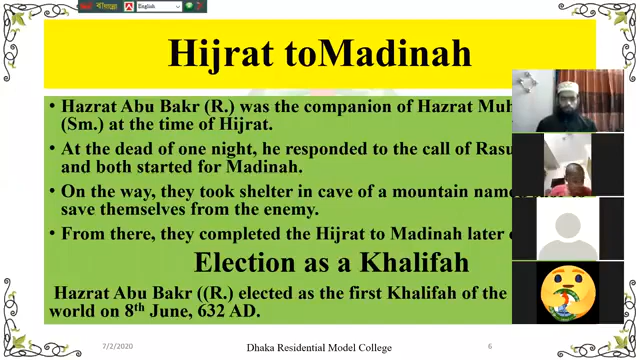 বাংলা English
Hijrat toMadinah
• Hazrat Abu Bakr (R.) was the companion of Hazrat Muh
(Sm.) at the time of Hijrat.
• At the dead of one night, he responded to the call of Rasu
and both started for Madinah.
• On the way, they took shelter in cave of a mountain name
save themselves from the enemy.
• From there, they completed the Hijrat to Madinah later
Election as a Khalifah
Hazrat Abu Bakr ((R.) elected as the first Khalifah of the
world on 8th June, 632 AD.
7/2/2020 Dhaka Residential Model College 6